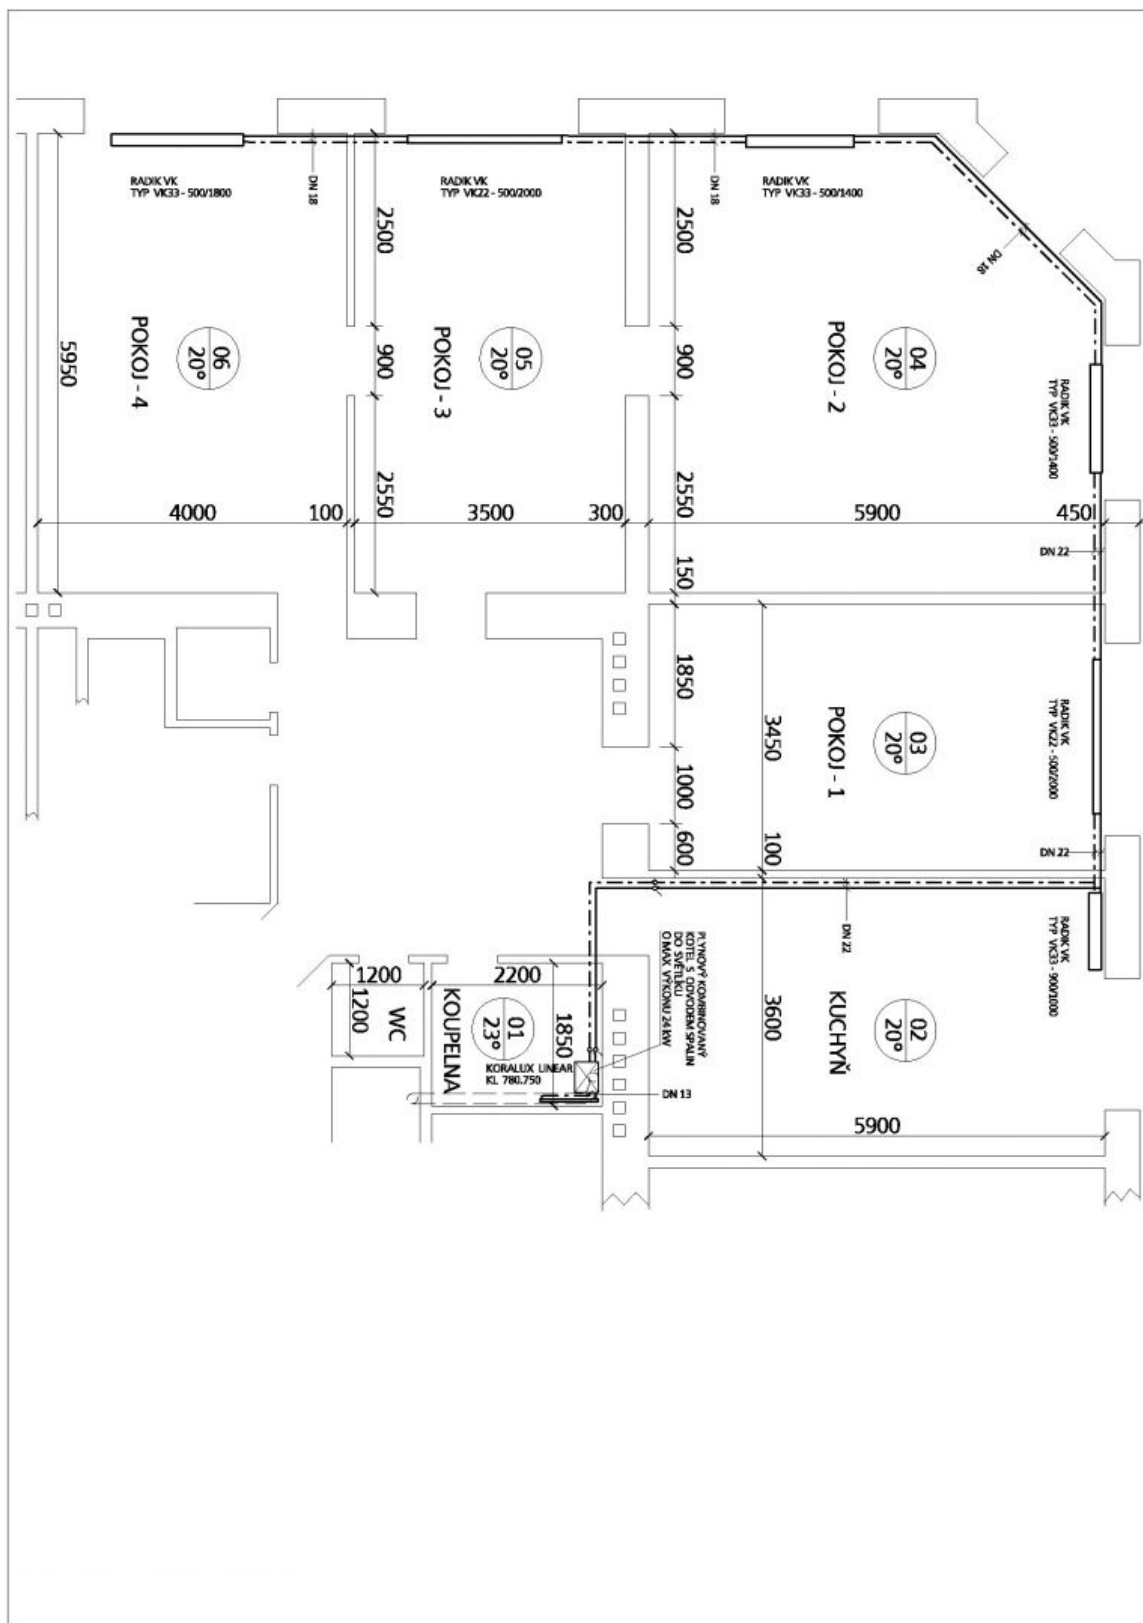 RADIK VK
TYP VK33 - 500/1800
DN 18
RADIK VK
TYP VK22 - 500/2000
DN 18
RADIK VK
TYP VK33 - 500/1400
DN 18
2500
2500
5950
POKOJ - 4
06
20°
900
POKOJ - 3
05
20°
900
POKOJ - 2
04
20°
RADIK VK
TYP VK33 - 500/1400
2550
2550
4000
100
3500
300
5900
450
DN 22
150
1850
3450
POKOJ - 1
03
20°
RADIK VK
TYP VK22 - 500/2000
1000
600
100
DN 22
DN 22
PLYNOVÝ KOMBINOVANÝ
KOTEL S ODVODEM SPALIN
DO SVĚTLÍKU
O MAX. VÝKONU 24 kW
RADIK VK
TYP VK33 - 900/1000
1200
2200
1200
WC
KOUPELNA
01
23°
1850
3600
KUCHYŇ
02
20°
KORALUX LINEAR
KL 780.750
DN 13
5900